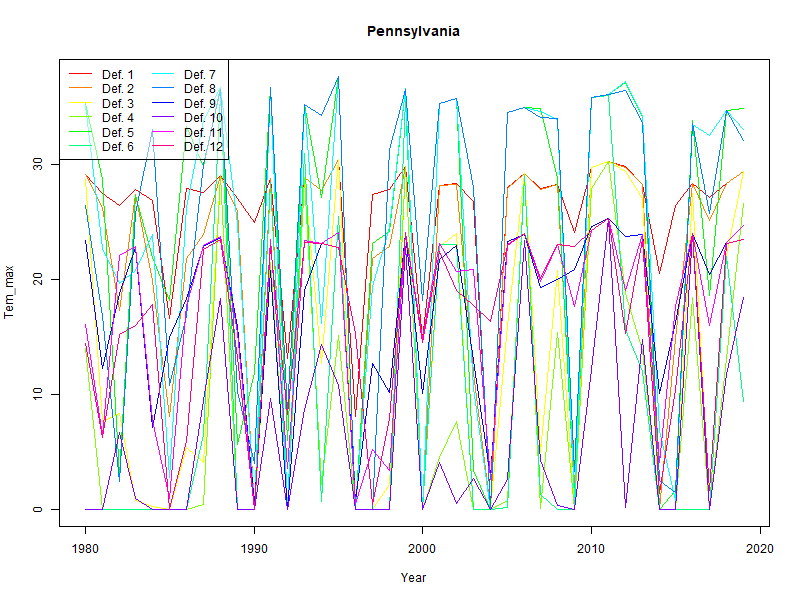 Pennsylvania
Def. 1 Def. 7
Def. 2 Def. 8
Def. 3 Def. 9
Def. 4 Def. 10
Def. 5 Def. 11
Def. 6 Def. 12
Tem_max
0 10 20 30
1980 1990 2000 2010 2020
Year